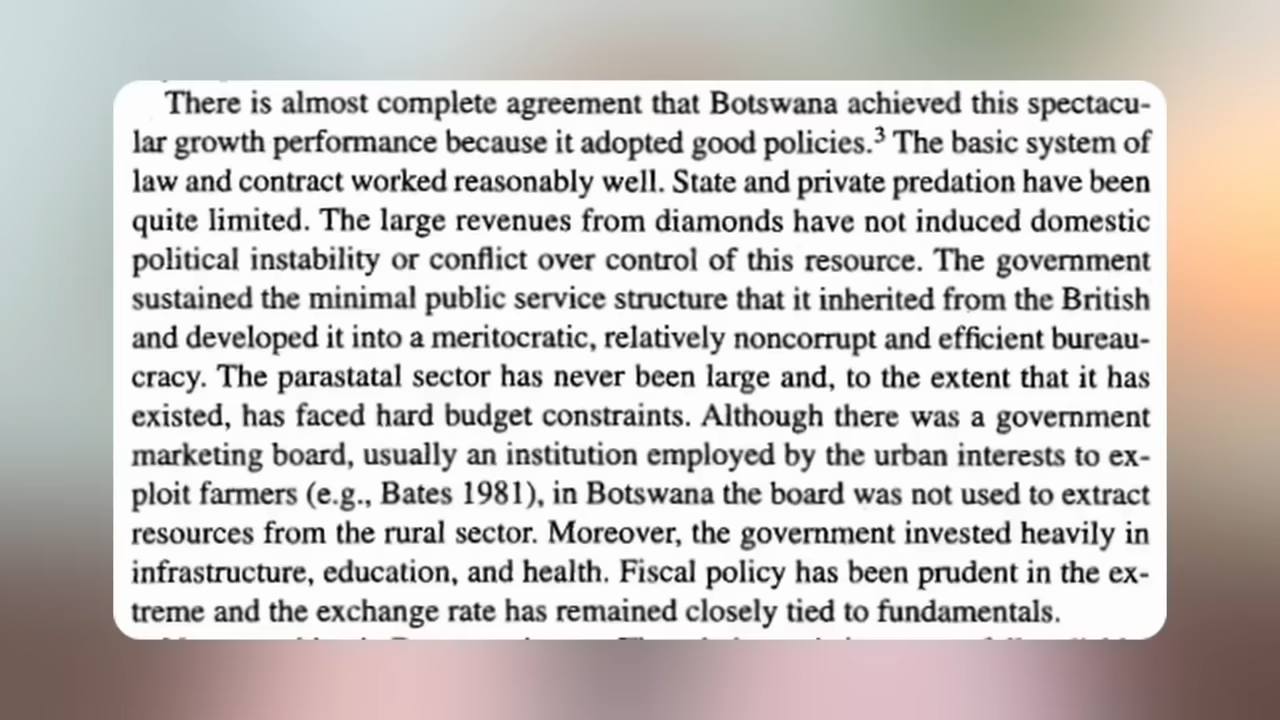 There is almost complete agreement that Botswana achieved this spectacu-
lar growth performance because it adopted good policies.³ The basic system of
law and contract worked reasonably well. State and private predation have been
quite limited. The large revenues from diamonds have not induced domestic
political instability or conflict over control of this resource. The government
sustained the minimal public service structure that it inherited from the British
and developed it into a meritocratic, relatively noncorrupt and efficient bureau-
cracy. The parastatal sector has never been large and, to the extent that it has
existed, has faced hard budget constraints. Although there was a government
marketing board, usually an institution employed by the urban interests to ex-
ploit farmers (e.g., Bates 1981), in Botswana the board was not used to extract
resources from the rural sector. Moreover, the government invested heavily in
infrastructure, education, and health. Fiscal policy has been prudent in the ex-
treme and the exchange rate has remained closely tied to fundamentals.